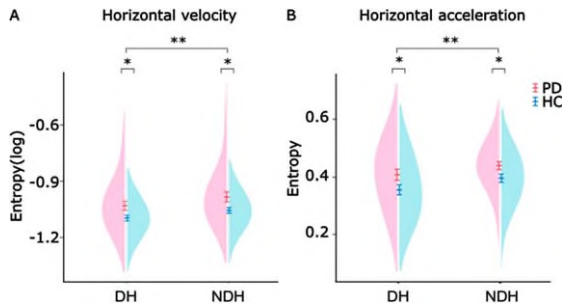 A Horizontal velocity
B Horizontal acceleration
**
**
* *
* *
PD
HC
Entropy(log)
-0.6
-0.9
-1.2
Entropy
0.6
0.4
0.2
DH NDH
DH NDH